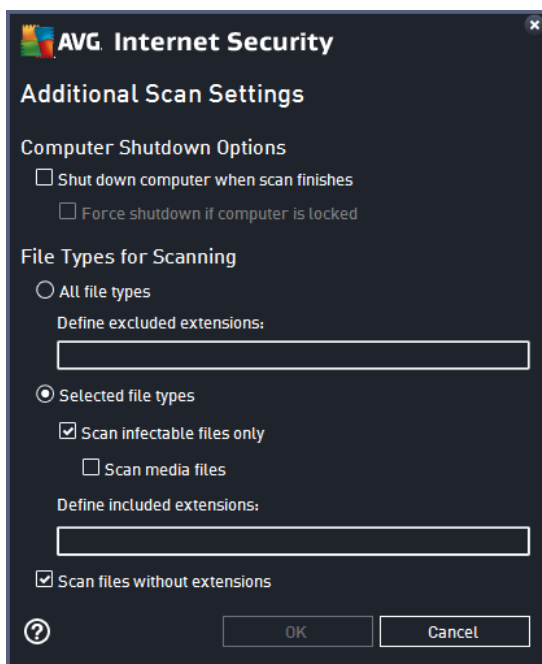 AVG. Internet Security
Additional Scan Settings
Computer Shutdown Options
Shut down computer when scan finishes
Force shutdown if computer is locked
File Types for Scanning
All file types
Define excluded extensions:
Selected file types
Scan infectable files only
Scan media files
Define included extensions:
Scan files without extensions
? OK Cancel